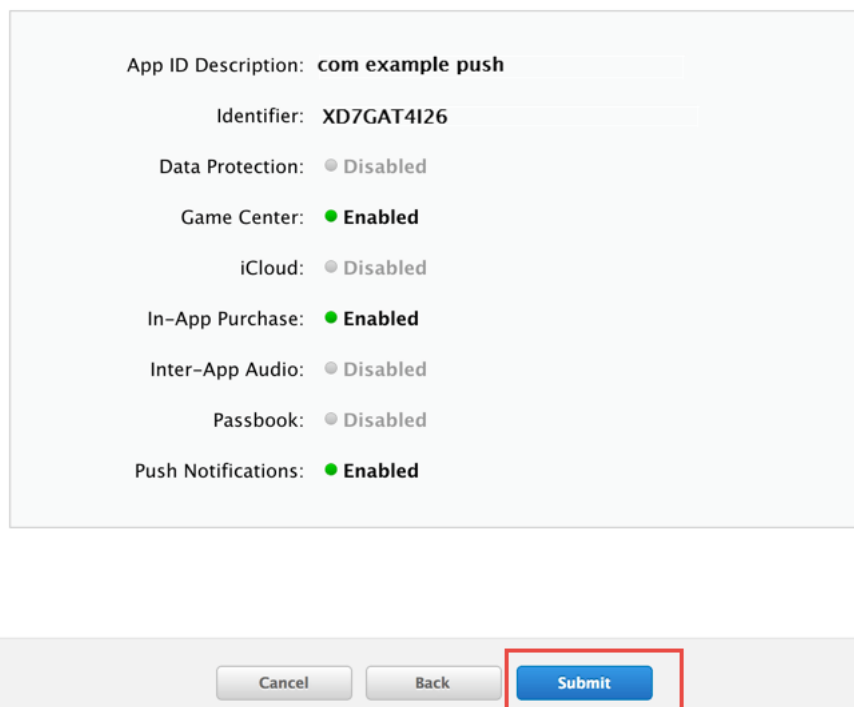 App ID Description: com example push
Identifier: XD7GAT4I26
Data Protection: Disabled
Game Center: Enabled
iCloud: Disabled
In-App Purchase: Enabled
Inter-App Audio: Disabled
Passbook: Disabled
Push Notifications: Enabled
Cancel Back Submit